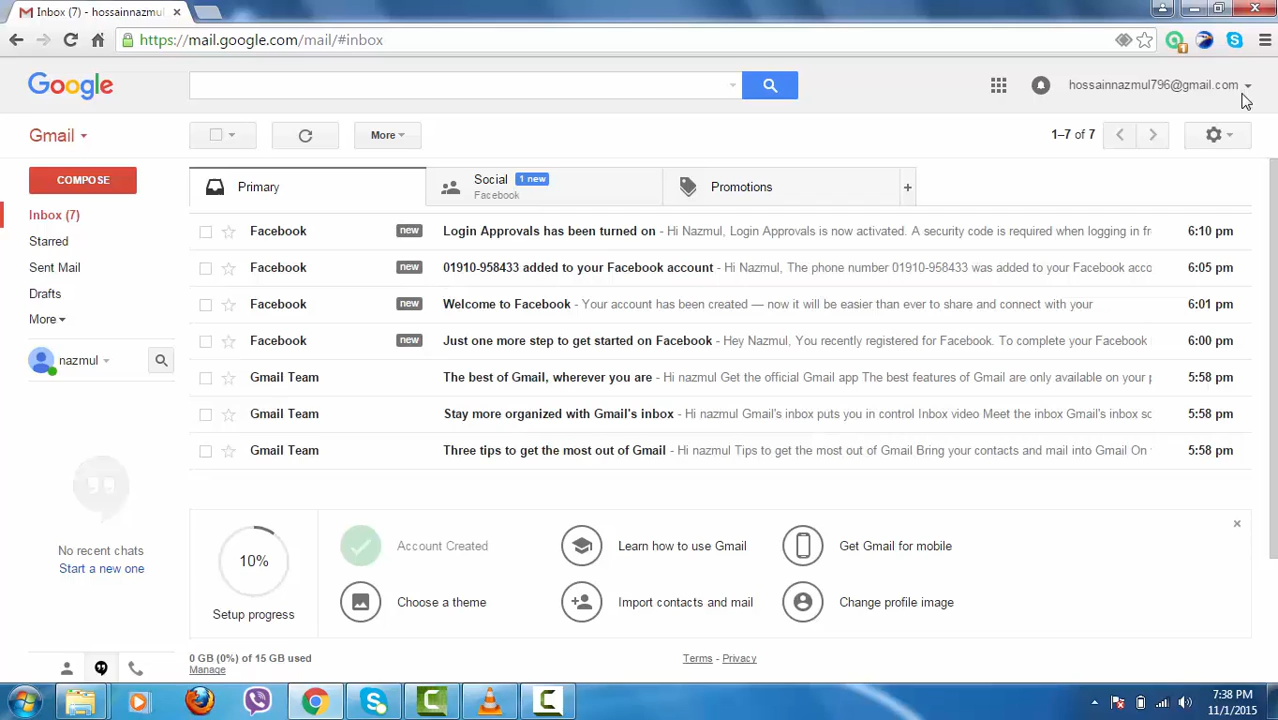 Inbox (7) - hossainnazmul
https://mail.google.com/mail/#inbox
Google
hossainnazmul796@gmail.com
Gmail
More
1–7 of 7
COMPOSE
Inbox (7)
Starred
Sent Mail
Drafts
More
nazmul
No recent chats
Start a new one
Primary
Social 1 new
Facebook
Promotions
+
Facebook new Login Approvals has been turned on - Hi Nazmul, Login Approvals is now activated. A security code is required when logging in fr 6:10 pm
Facebook new 01910-958433 added to your Facebook account - Hi Nazmul, The phone number 01910-958433 was added to your Facebook acco 6:05 pm
Facebook new Welcome to Facebook - Your account has been created — now it will be easier than ever to share and connect with your 6:01 pm
Facebook new Just one more step to get started on Facebook - Hey Nazmul, You recently registered for Facebook. To complete your Facebook 6:00 pm
Gmail Team The best of Gmail, wherever you are - Hi nazmul Get the official Gmail app The best features of Gmail are only available on your p 5:58 pm
Gmail Team Stay more organized with Gmail's inbox - Hi nazmul Gmail's inbox puts you in control Inbox video Meet the inbox Gmail's inbox so 5:58 pm
Gmail Team Three tips to get the most out of Gmail - Hi nazmul Tips to get the most out of Gmail Bring your contacts and mail into Gmail On 5:58 pm
10%
Setup progress
Account Created
Learn how to use Gmail
Get Gmail for mobile
Choose a theme
Import contacts and mail
Change profile image
0 GB (0%) of 15 GB used
Manage
Terms - Privacy
7:38 PM
11/1/2015